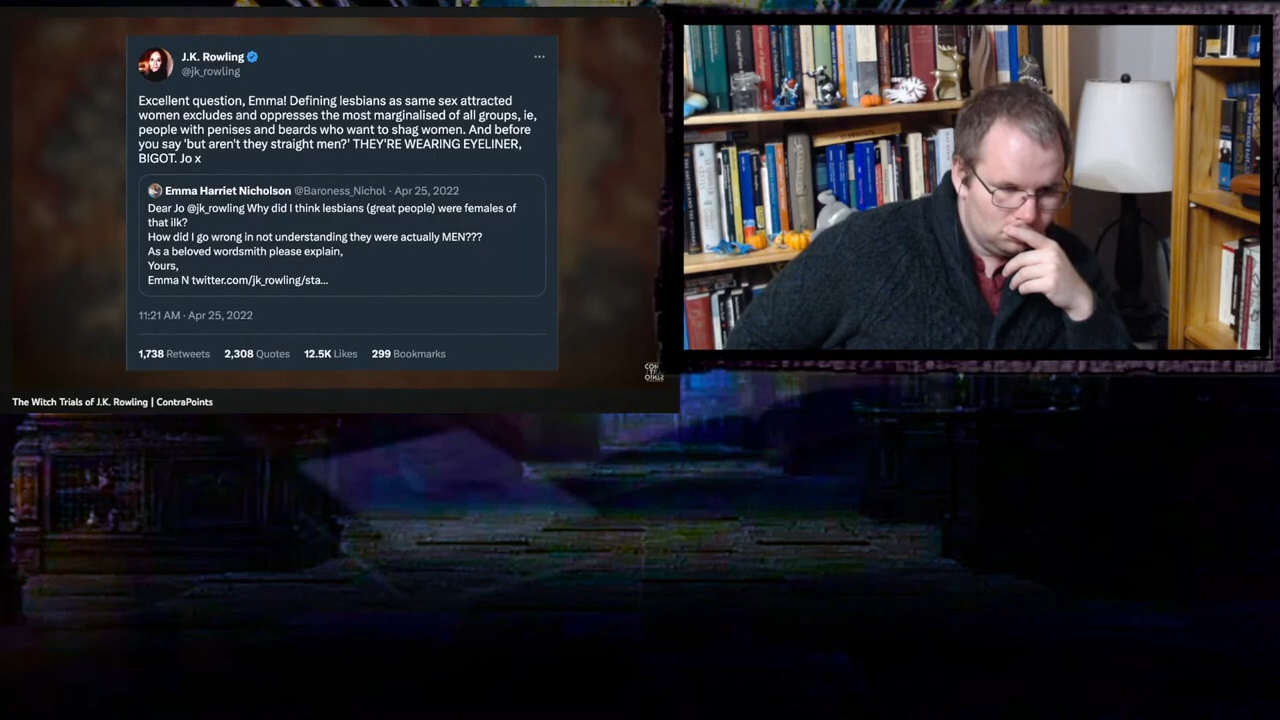 J.K. Rowling
@jk_rowling
Excellent question, Emma! Defining lesbians as same sex attracted
women excludes and oppresses the most marginalised of all groups, ie,
people with penises and beards who want to shag women. And before
you say 'but aren't they straight men?' THEY'RE WEARING EYELINER,
BIGOT. Jo x
Emma Harriet Nicholson @Baroness_Nichol · Apr 25, 2022
Dear Jo @jk_rowling Why did I think lesbians (great people) were females of
that ilk?
How did I go wrong in not understanding they were actually MEN???
As a beloved wordsmith please explain,
Yours,
Emma N twitter.com/jk_rowling/sta...
11:21 AM · Apr 25, 2022
1,738 Retweets 2,308 Quotes 12.5K Likes 299 Bookmarks
The Witch Trials of J.K. Rowling | ContraPoints